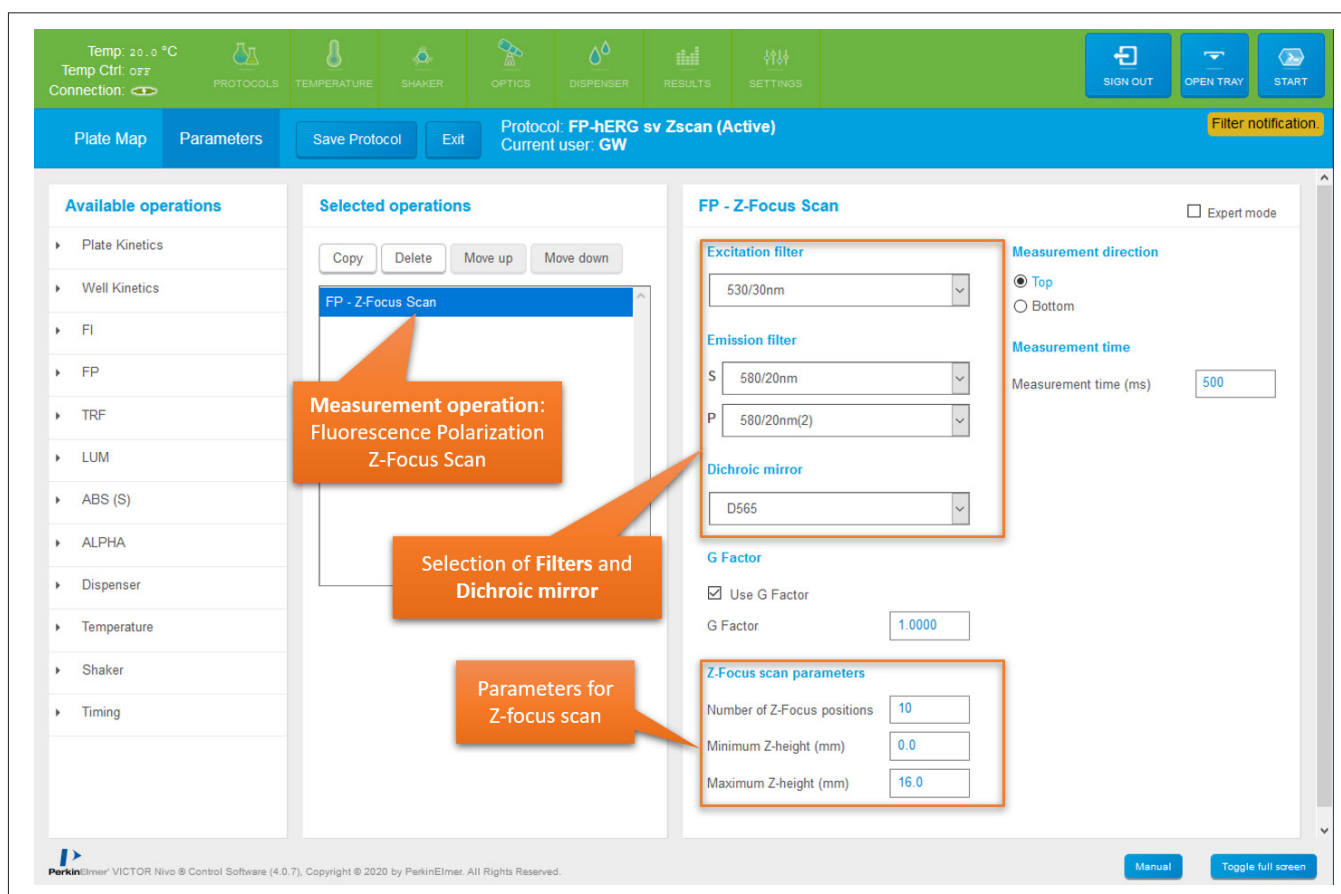 Temp: 20.0 °C
Temp Ctrl: OFF
Connection:
PROTOCOLS
TEMPERATURE
SHAKER
OPTICS
DISPENSER
RESULTS
SETTINGS
SIGN OUT
OPEN TRAY
START
Plate Map
Parameters
Save Protocol
Exit
Protocol: FP-hERG sv Zscan (Active)
Current user: GW
Filter notification.
Available operations
Plate Kinetics
Well Kinetics
FI
FP
TRF
LUM
ABS (S)
ALPHA
Dispenser
Temperature
Shaker
Timing
Selected operations
Copy
Delete
Move up
Move down
FP - Z-Focus Scan
Measurement operation:
Fluorescence Polarization
Z-Focus Scan
Selection of Filters and
Dichroic mirror
Parameters for
Z-focus scan
FP - Z-Focus Scan
Expert mode
Excitation filter
530/30nm
Emission filter
S 580/20nm
P 580/20nm(2)
Dichroic mirror
D565
G Factor
Use G Factor
G Factor 1.0000
Z-Focus scan parameters
Number of Z-Focus positions 10
Minimum Z-height (mm) 0.0
Maximum Z-height (mm) 16.0
Measurement direction
Top
Bottom
Measurement time
Measurement time (ms) 500
PerkinElmer' VICTOR Nivo ® Control Software (4.0.7), Copyright © 2020 by PerkinElmer. All Rights Reserved.
Manual
Toggle full screen